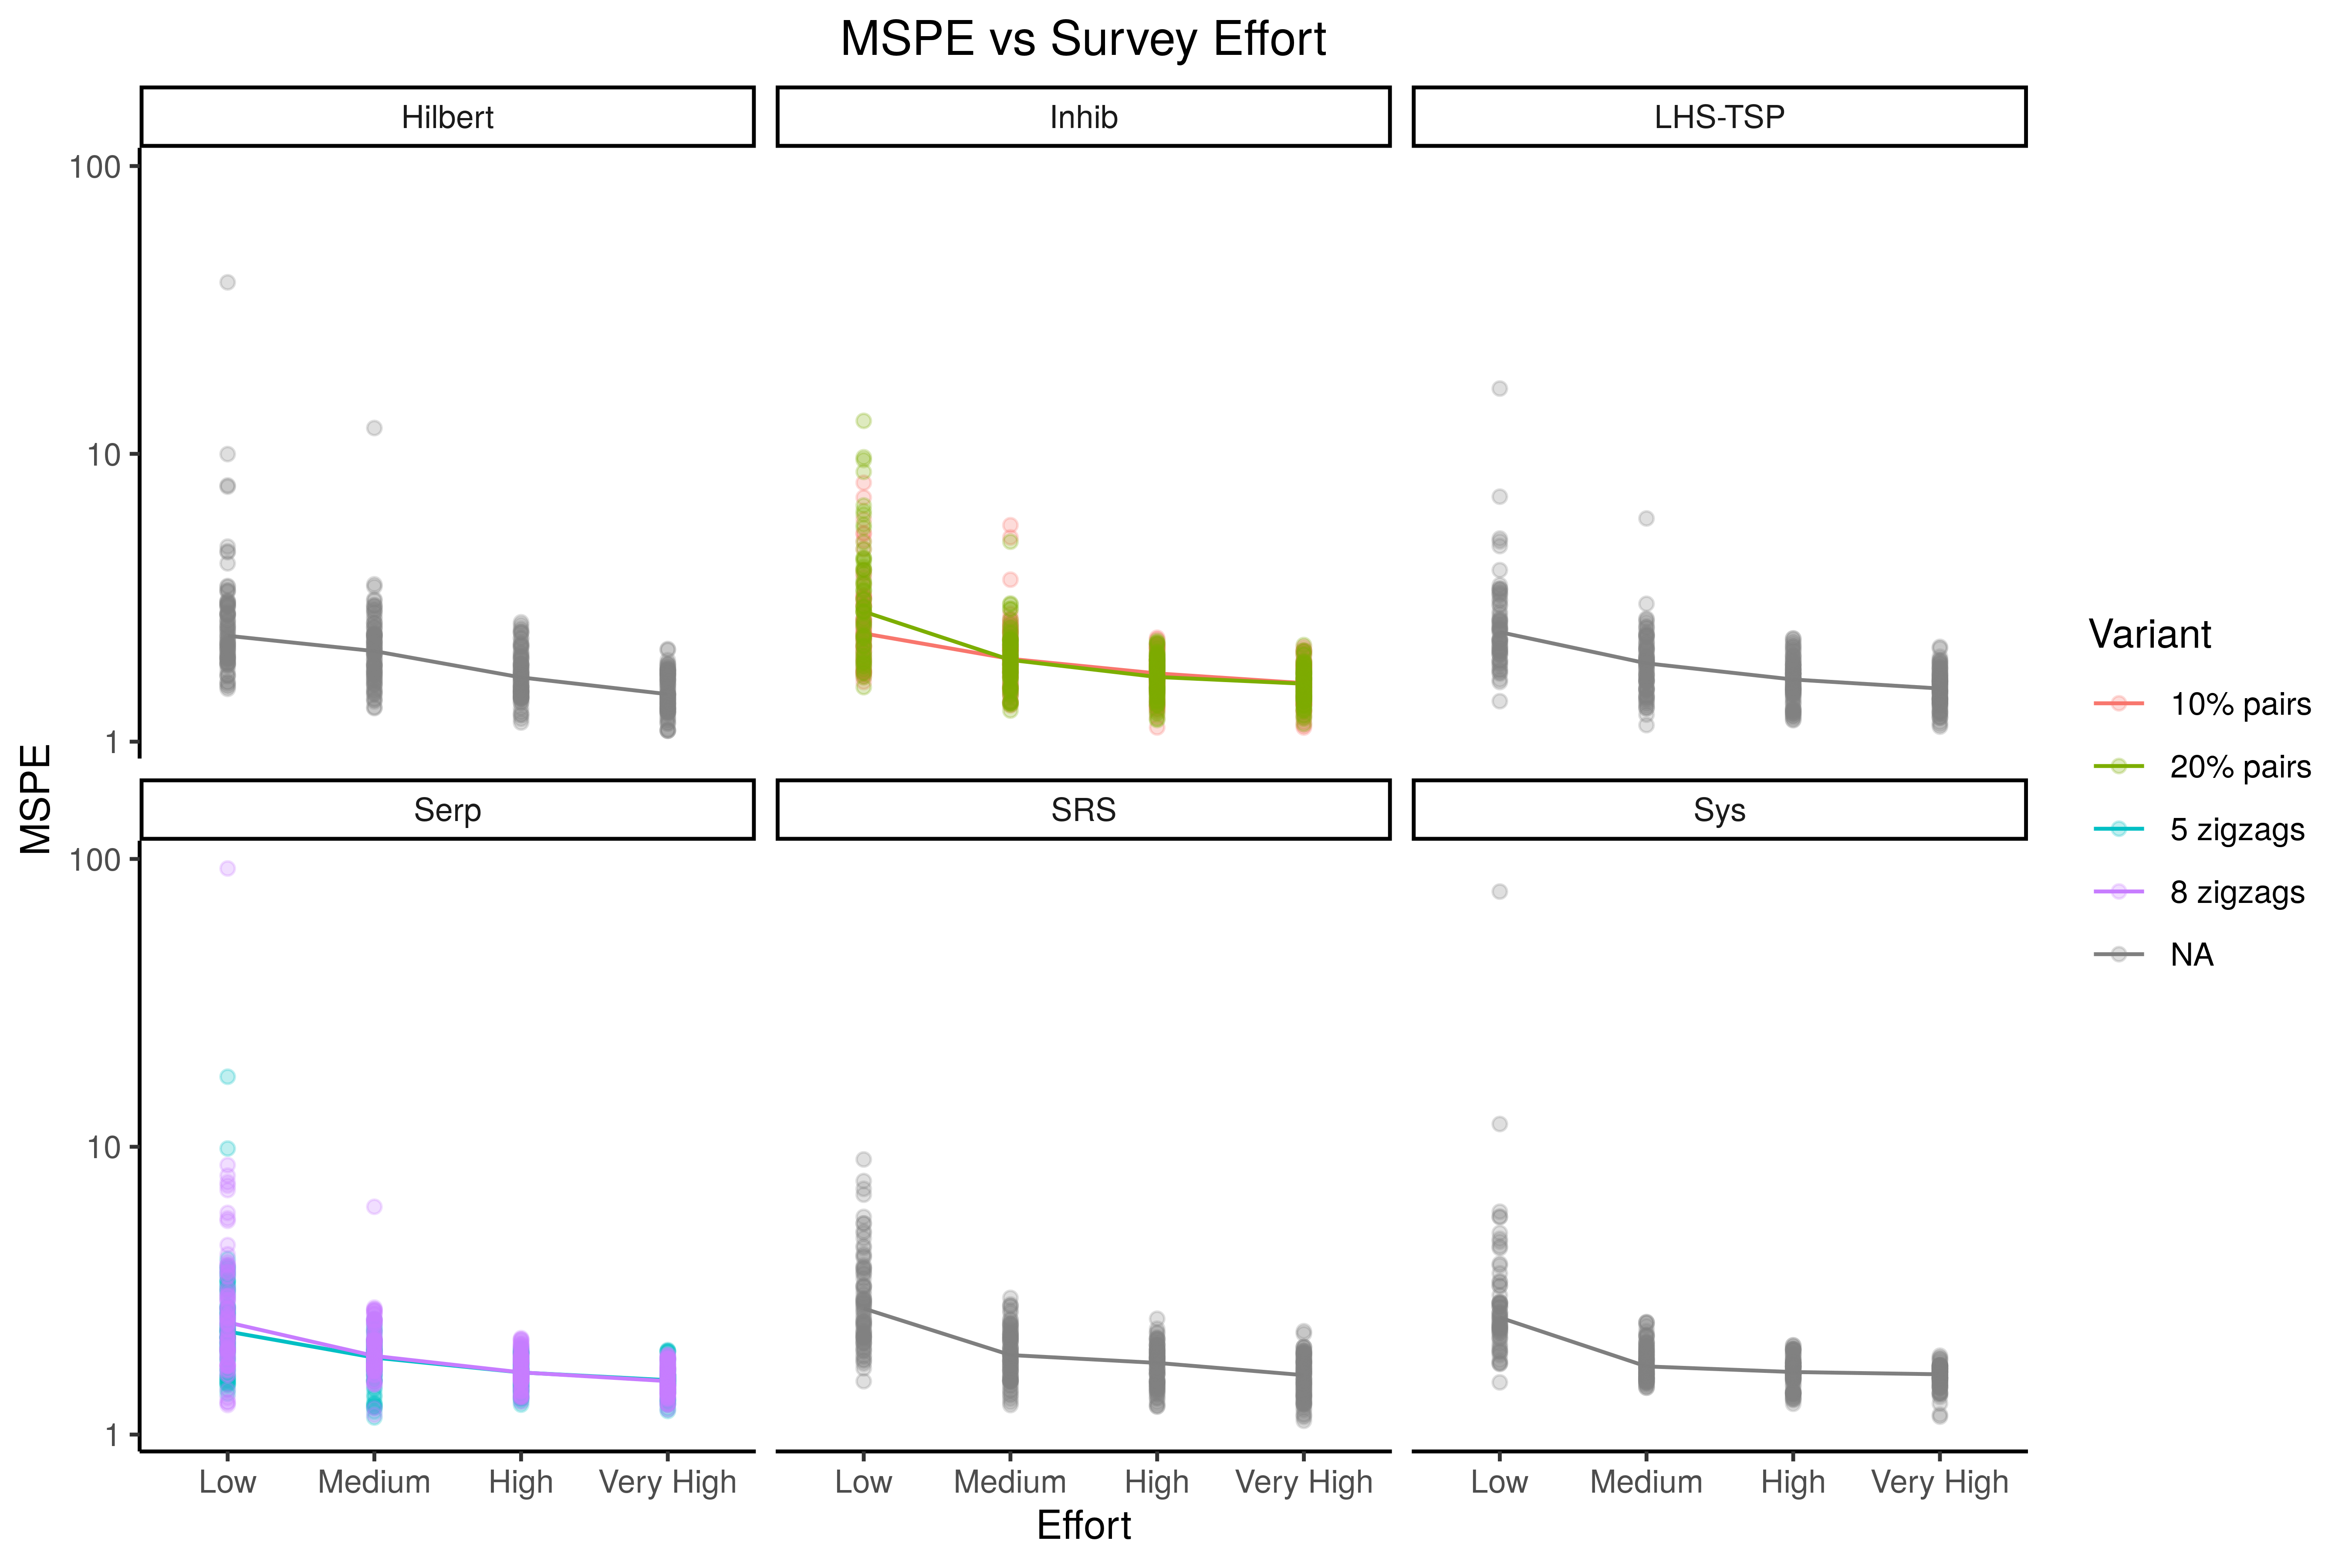 MSPE vs Survey Effort
Hilbert
Inhib
LHS-TSP
100
10
1
Serp
SRS
Sys
100
10
1
Low Medium High Very High
Low Medium High Very High
Low Medium High Very High
Effort
MSPE
Variant
10% pairs
20% pairs
5 zigzags
8 zigzags
NA